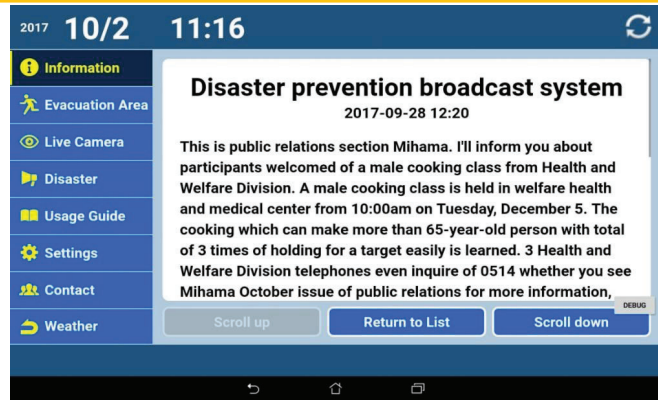 2017 10/2 11:16
Information
Evacuation Area
Live Camera
Disaster
Usage Guide
Settings
Contact
Weather
Disaster prevention broadcast system
2017-09-28 12:20
This is public relations section Mihama. I'll inform you about
participants welcomed of a male cooking class from Health and
Welfare Division. A male cooking class is held in welfare health
and medical center from 10:00am on Tuesday, December 5. The
cooking which can make more than 65-year-old person with total
of 3 times of holding for a target easily is learned. 3 Health and
Welfare Division telephones even inquire of 0514 whether you see
Mihama October issue of public relations for more information,
DEBUG
Scroll up
Return to List
Scroll down